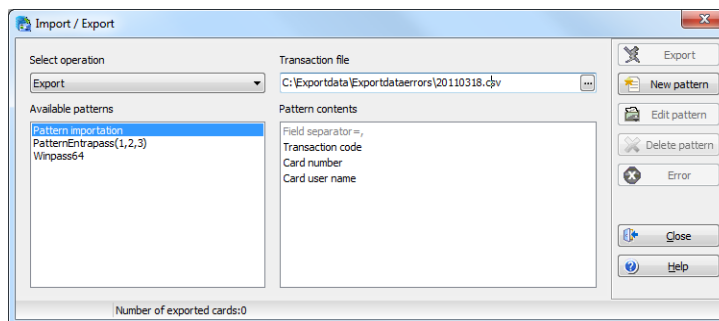 Import / Export
Select operation
Transaction file
Export
C:\Exportdata\Exportdataerrors\20110318.csv
...
Available patterns
Pattern importation
PatternEntrapass(1,2,3)
Winpass64
Pattern contents
Field separator=,
Transaction code
Card number
Card user name
Export
New pattern
Edit pattern
Delete pattern
Error
Close
Help
Number of exported cards:0